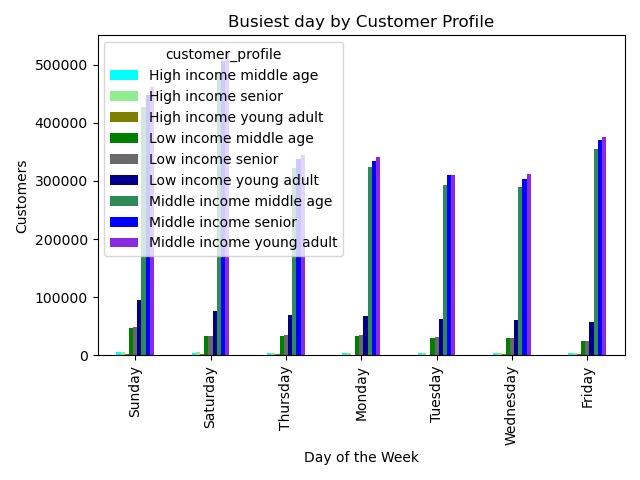 Busiest day by Customer Profile
customer_profile
High income middle age
High income senior
High income young adult
Low income middle age
Low income senior
Low income young adult
Middle income middle age
Middle income senior
Middle income young adult
Customers
500000
400000
300000
200000
100000
0
Sunday
Saturday
Thursday
Monday
Tuesday
Wednesday
Friday
Day of the Week